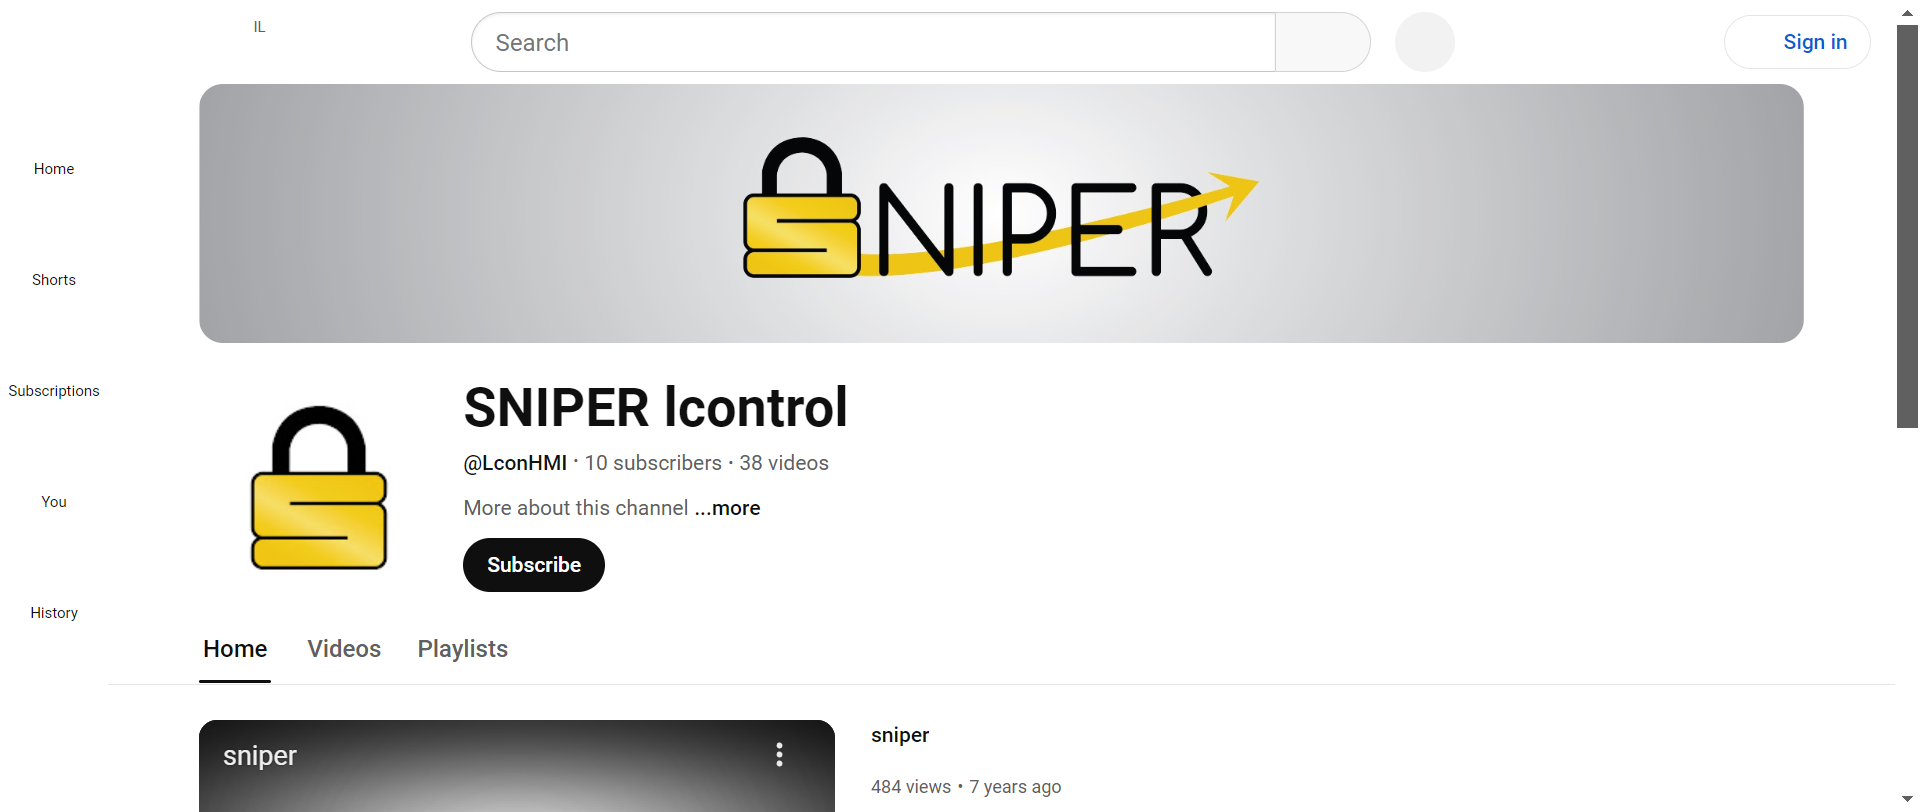 IL
Search
Sign in
Home
Shorts
Subscriptions
You
History
SNIPER
SNIPER lcontrol
@LconHMI • 10 subscribers • 38 videos
More about this channel ...more
Subscribe
Home Videos Playlists
sniper
sniper
484 views • 7 years ago